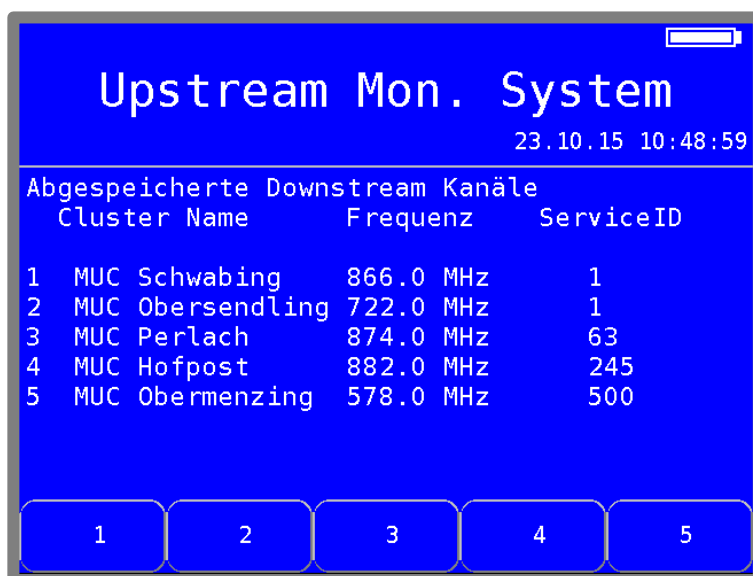 Upstream Mon. System
23.10.15 10:48:59
Abgespeicherte Downstream Kanäle
Cluster Name Frequenz ServiceID
1 MUC Schwabing 866.0 MHz 1
2 MUC Obersendling 722.0 MHz 1
3 MUC Perlach 874.0 MHz 63
4 MUC Hofpost 882.0 MHz 245
5 MUC Obermenzing 578.0 MHz 500
1 2 3 4 5